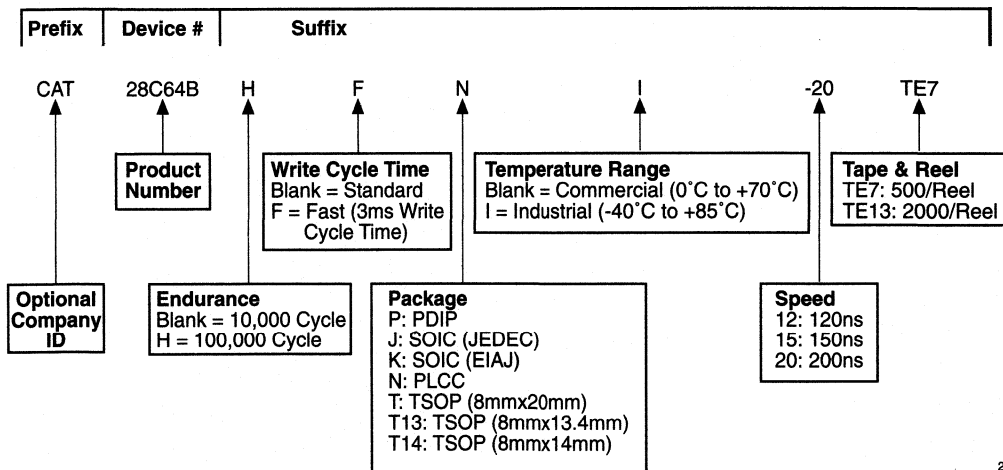 Prefix Device # Suffix
CAT 28C64B H F N I -20 TE7
Product
Number
Write Cycle Time
Blank = Standard
F = Fast (3ms Write
Cycle Time)
Temperature Range
Blank = Commercial (0˚C to +70˚C)
I = Industrial (-40˚C to +85˚C)
Tape & Reel
TE7: 500/Reel
TE13: 2000/Reel
Optional
Company
ID
Endurance
Blank = 10,000 Cycle
H = 100,000 Cycle
Package
P: PDIP
J: SOIC (JEDEC)
K: SOIC (EIAJ)
N: PLCC
T: TSOP (8mmx20mm)
T13: TSOP (8mmx13.4mm)
T14: TSOP (8mmx14mm)
Speed
12: 120ns
15: 150ns
20: 200ns